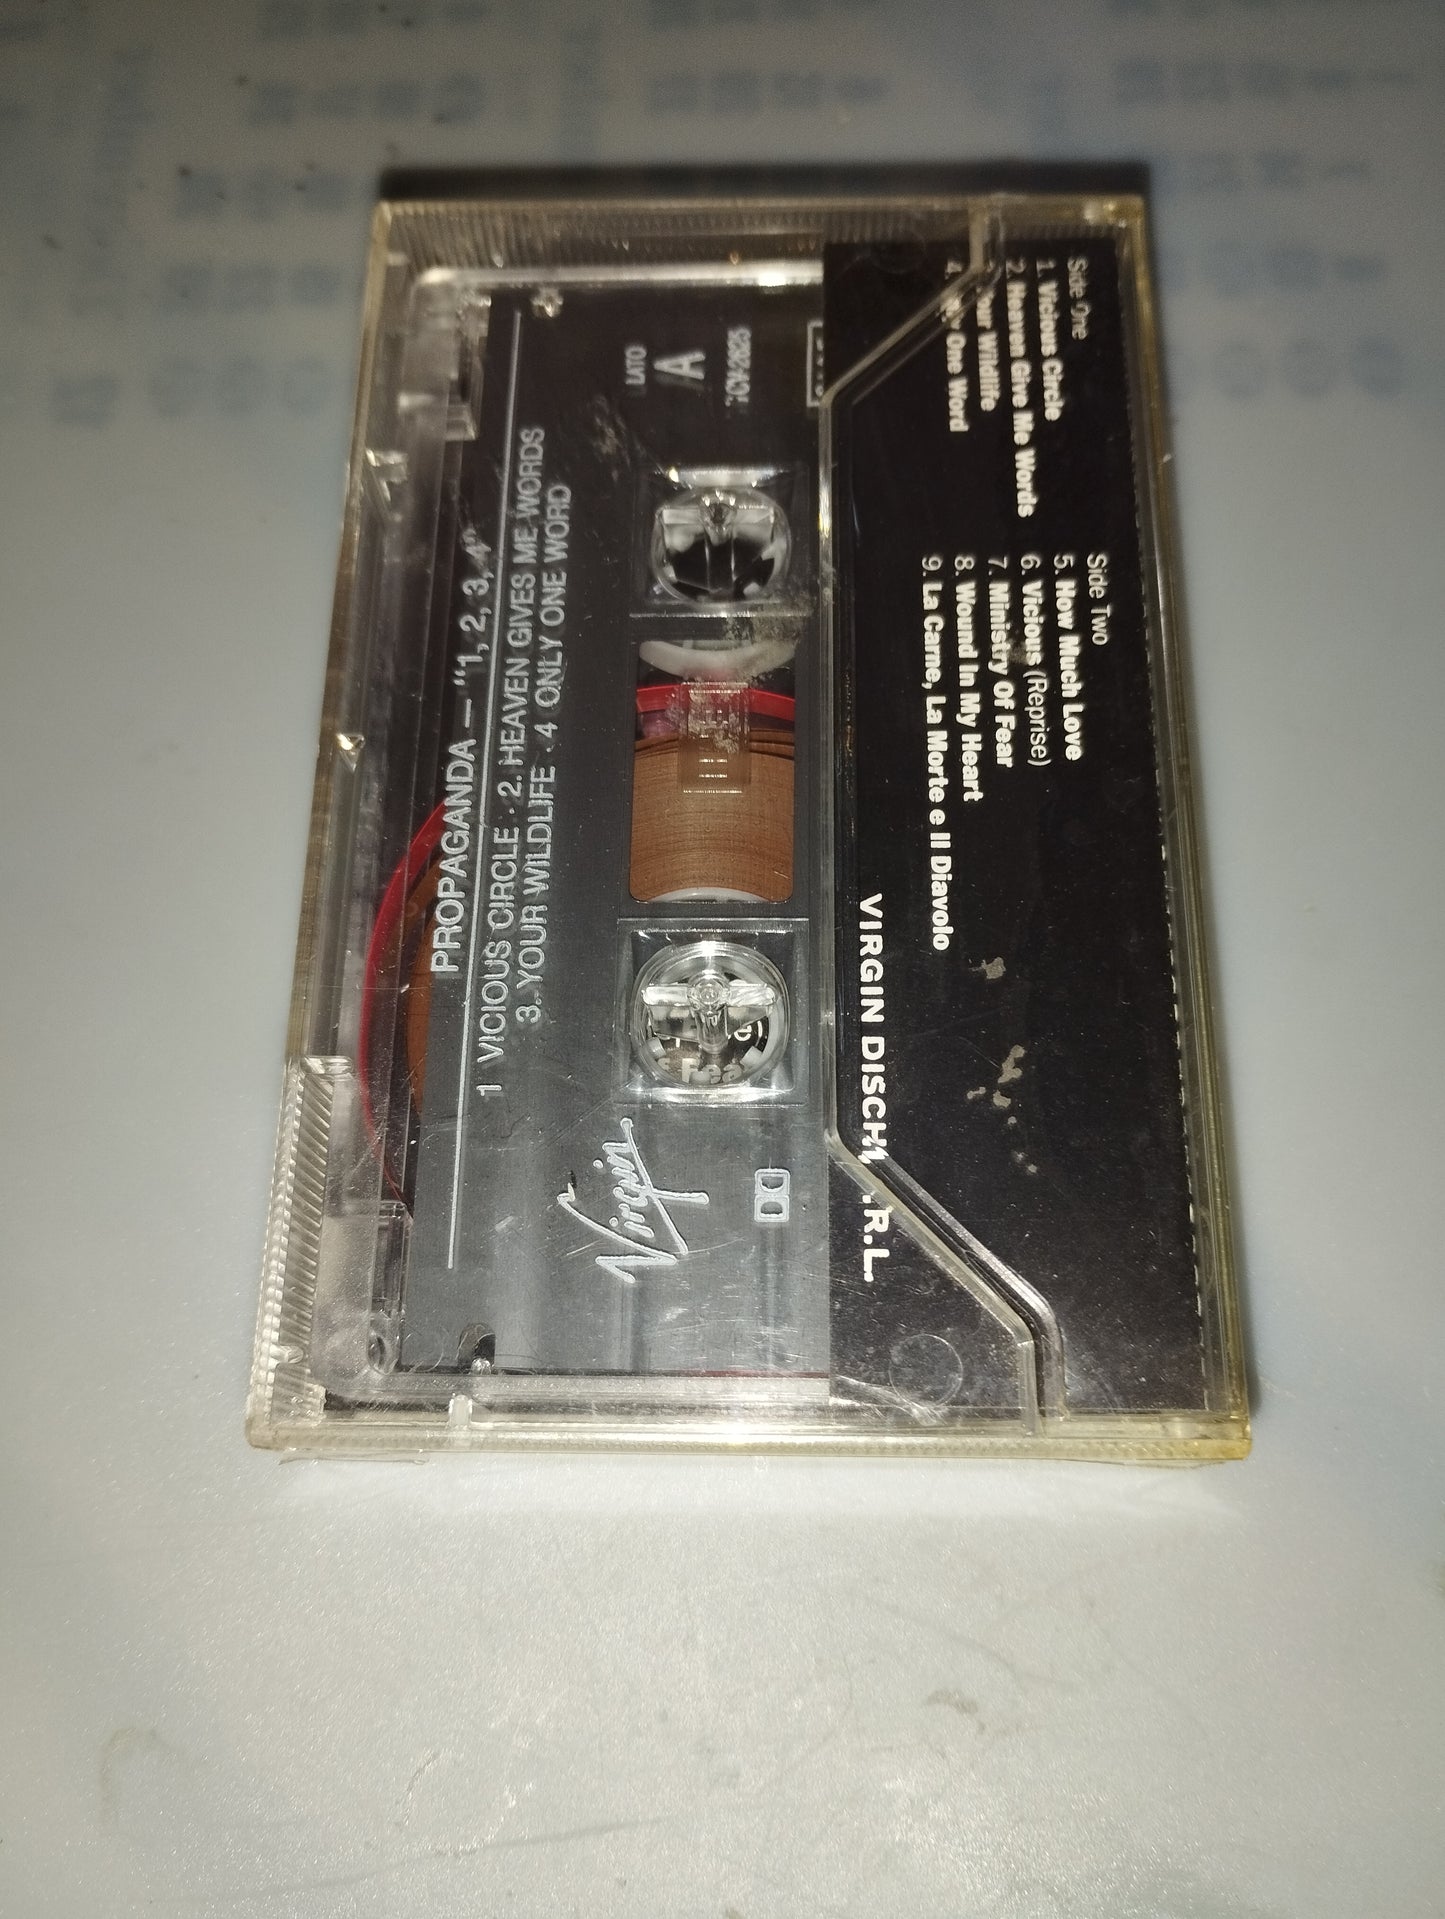 Side One
1. Vicious Circle
2. Heaven Give Me Words
Your Wildlife
4. Only One Word
Side Two
5. How Much Love
6. Vicious (Reprise)
7. Ministry Of Fear
8. Wound In My Heart
9. La Carne, La Morte e Il Diavolo
VIRGIN DISCHI .R.L.
PROPAGANDA — "1, 2, 3, 4"
1 VICIOUS CIRCLE · 2. HEAVEN GIVES ME WORDS
3. YOUR WILDLIFE · 4 ONLY ONE WORD
LATO
A
Virgin